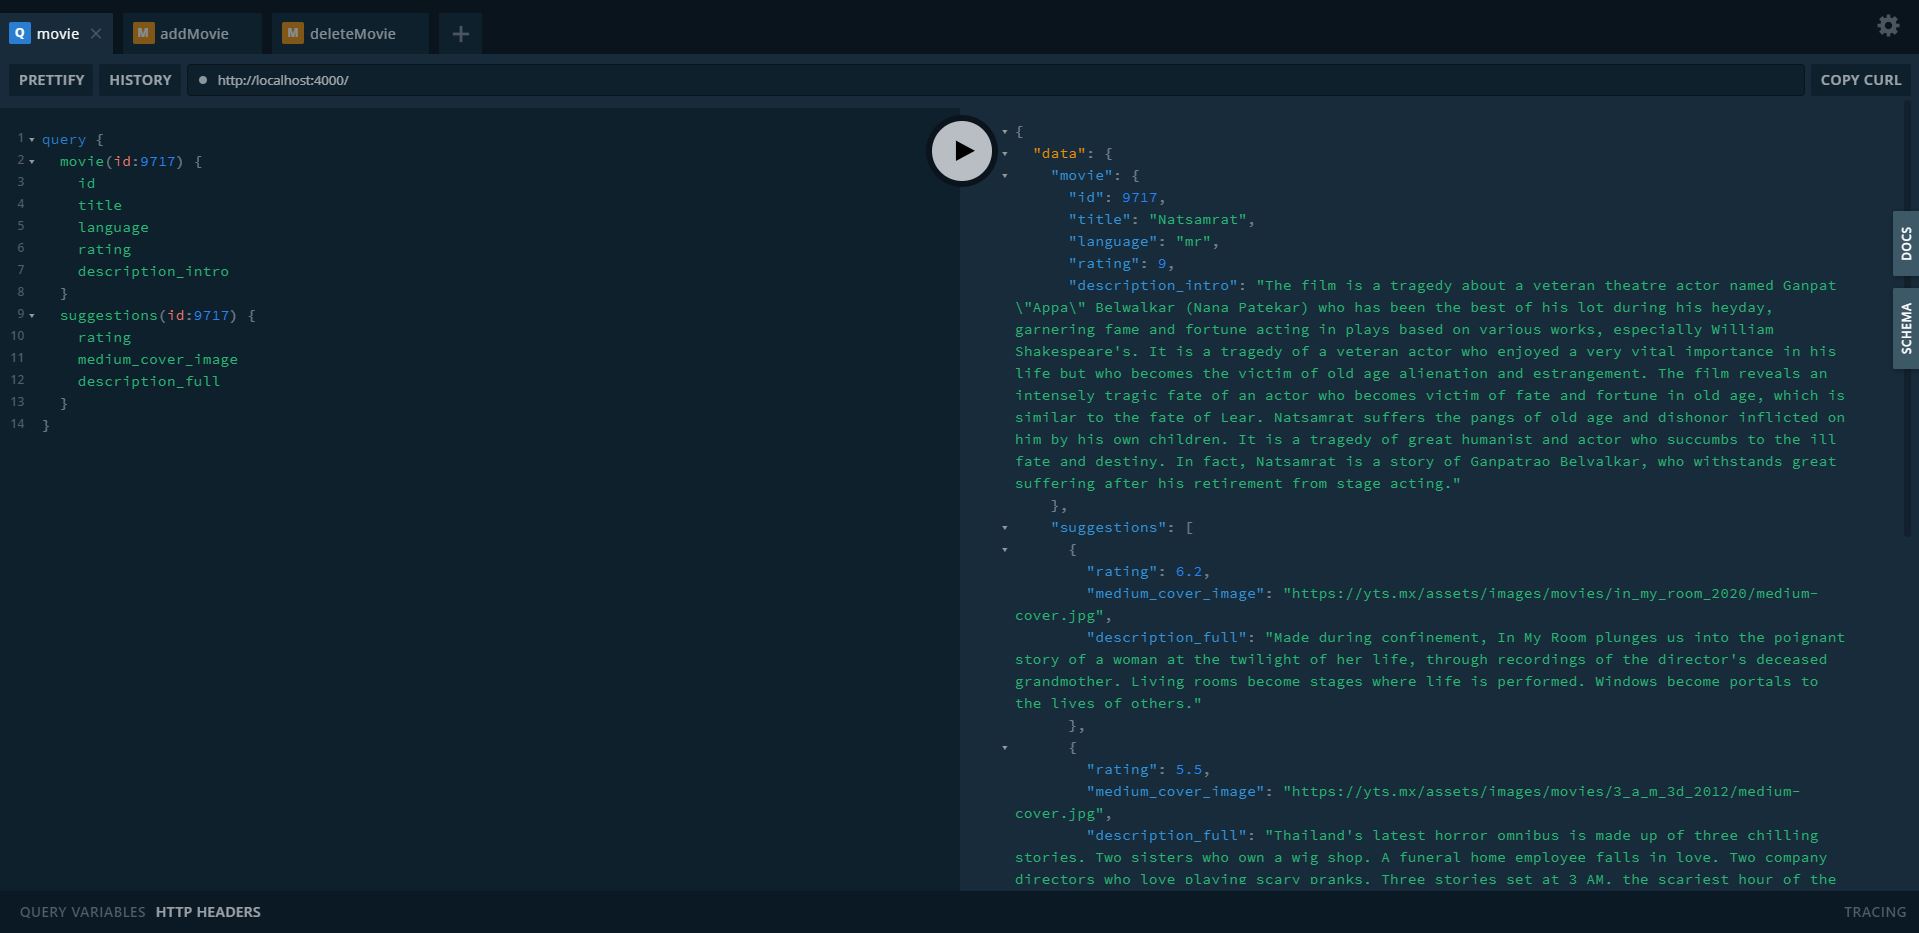 Q movie × M addMovie M deleteMovie +
PRETTIFY HISTORY http://localhost:4000/ COPY CURL
1 query {
2 movie(id:9717) {
3 id
4 title
5 language
6 rating
7 description_intro
8 }
9 suggestions(id:9717) {
10 rating
11 medium_cover_image
12 description_full
13 }
14 }
{
"data": {
"movie": {
"id": 9717,
"title": "Natsamrat",
"language": "mr",
"rating": 9,
"description_intro": "The film is a tragedy about a veteran theatre actor named Ganpat
\"Appa\" Belwalkar (Nana Patekar) who has been the best of his lot during his heyday,
garnering fame and fortune acting in plays based on various works, especially William
Shakespeare's. It is a tragedy of a veteran actor who enjoyed a very vital importance in his
life but who becomes the victim of old age alienation and estrangement. The film reveals an
intensely tragic fate of an actor who becomes victim of fate and fortune in old age, which is
similar to the fate of Lear. Natsamrat suffers the pangs of old age and dishonor inflicted on
him by his own children. It is a tragedy of great humanist and actor who succumbs to the ill
fate and destiny. In fact, Natsamrat is a story of Ganpatrao Belvalkar, who withstands great
suffering after his retirement from stage acting."
},
"suggestions": [
{
"rating": 6.2,
"medium_cover_image": "https://yts.mx/assets/images/movies/in_my_room_2020/medium-
cover.jpg",
"description_full": "Made during confinement, In My Room plunges us into the poignant
story of a woman at the twilight of her life, through recordings of the director's deceased
grandmother. Living rooms become stages where life is performed. Windows become portals to
the lives of others."
},
{
"rating": 5.5,
"medium_cover_image": "https://yts.mx/assets/images/movies/3_a_m_3d_2012/medium-
cover.jpg",
"description_full": "Thailand's latest horror omnibus is made up of three chilling
stories. Two sisters who own a wig shop. A funeral home employee falls in love. Two company
directors who love playing scary pranks. Three stories set at 3 AM, the scariest hour of the
DOCS
SCHEMA
QUERY VARIABLES HTTP HEADERS TRACING